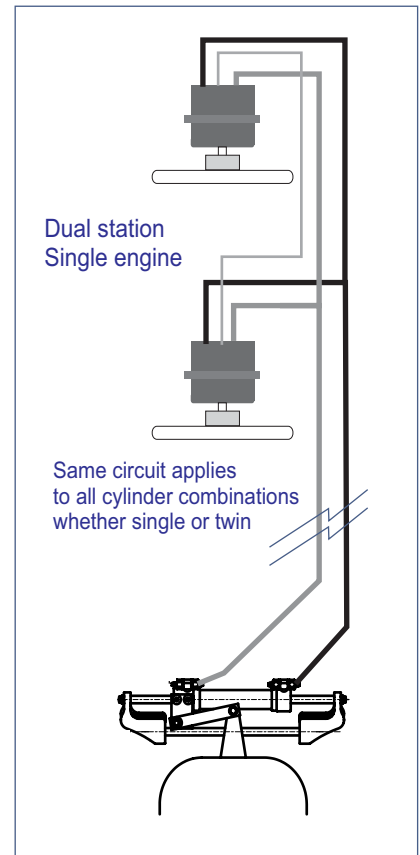 Dual station
Single engine
Same circuit applies
to all cylinder combinations
whether single or twin